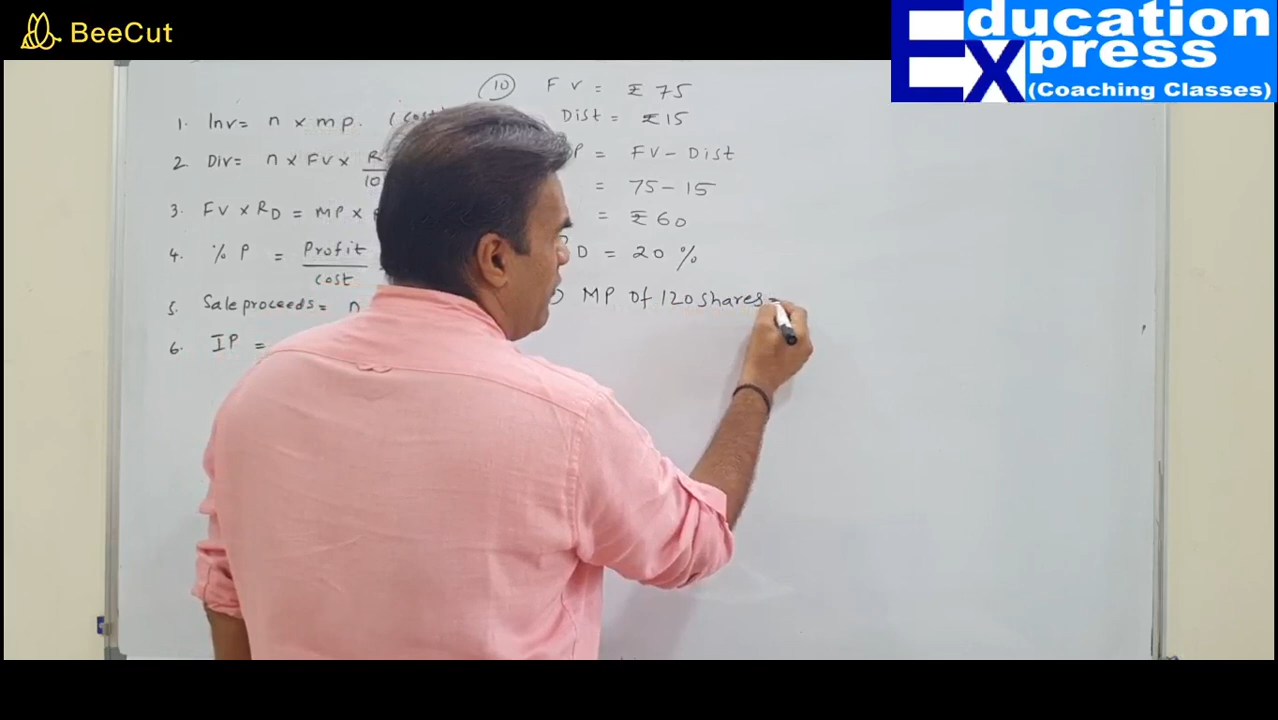 BeeCut
Education
Express
(Coaching Classes)
1. Inv= n x mp. (cost
2. Div= n x FV x R
10
3. FV x RD = MP x
4. % P = Profit
cost
5. Sale proceeds = n
6. IP =
10 FV = ₹ 75
Dist = ₹15
P = FV - Dist
= 75 - 15
= ₹ 60
D = 20 %
) MP Of 120 shares =